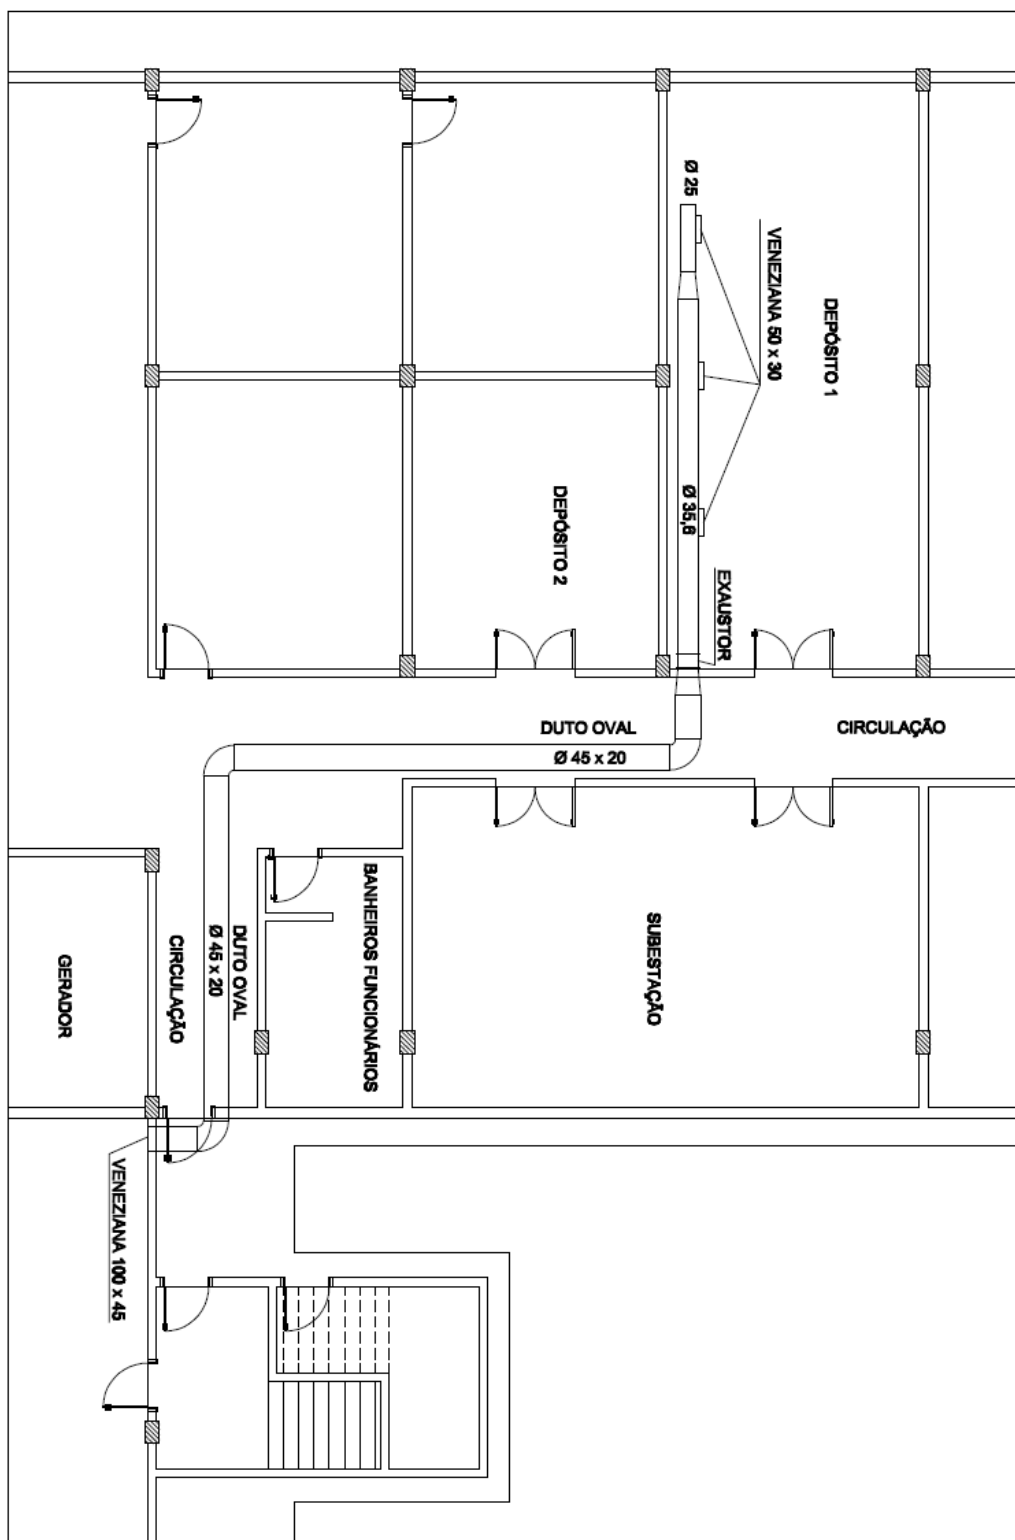 Ø 25
VENEZIANA 50 x 30
DEPÓSITO 1
Ø 35,6
DEPÓSITO 2
EXAUSTOR
DUTO OVAL
Ø 45 x 20
CIRCULAÇÃO
BANHEIROS FUNCIONÁRIOS
SUBESTAÇÃO
DUTO OVAL
Ø 45 x 20
CIRCULAÇÃO
GERADOR
VENEZIANA 100 x 45